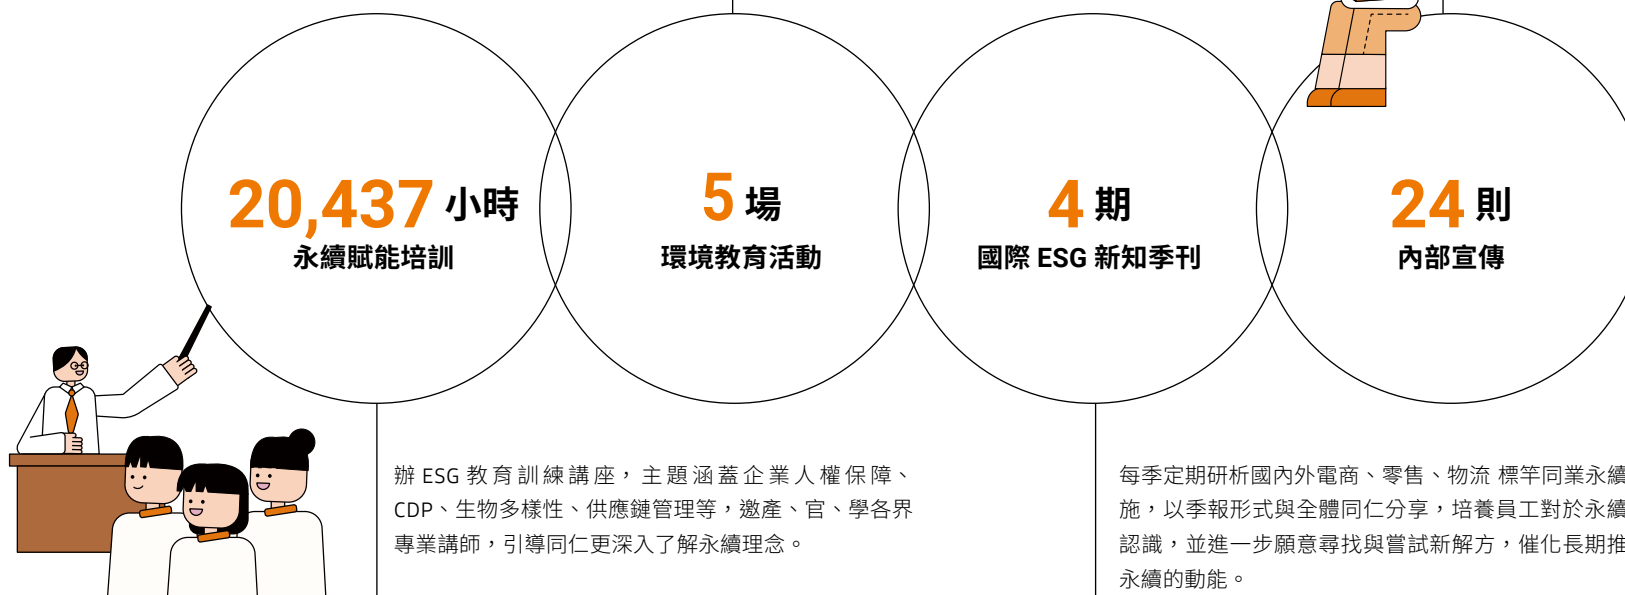 20,437 小時
永續賦能培訓
5 場
環境教育活動
4 期
國際 ESG 新知季刊
24 則
內部宣傳
辦 ESG 教育訓練講座，主題涵蓋企業人權保障、
CDP、生物多樣性、供應鏈管理等，邀產、官、學各界
專業講師，引導同仁更深入了解永續理念。
每季定期研析國內外電商、零售、物流 標竿同業永續
施，以季報形式與全體同仁分享，培養員工對於永續
認識，並進一步願意尋找與嘗試新解方，催化長期推
永續的動能。